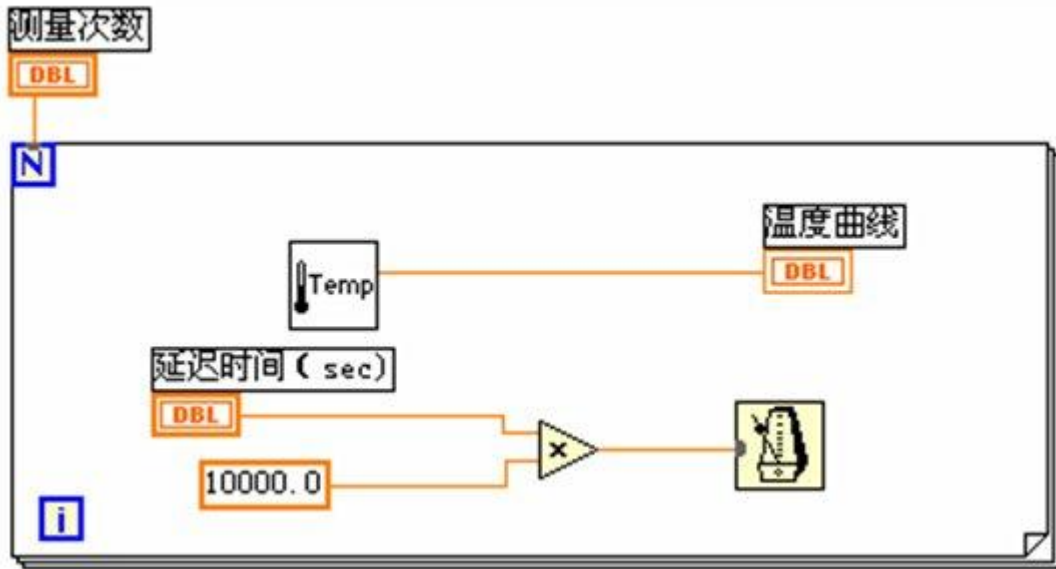 测量次数
DBL
N
温度曲线
DBL
Temp
延迟时间（sec）
DBL
×
10000.0
i